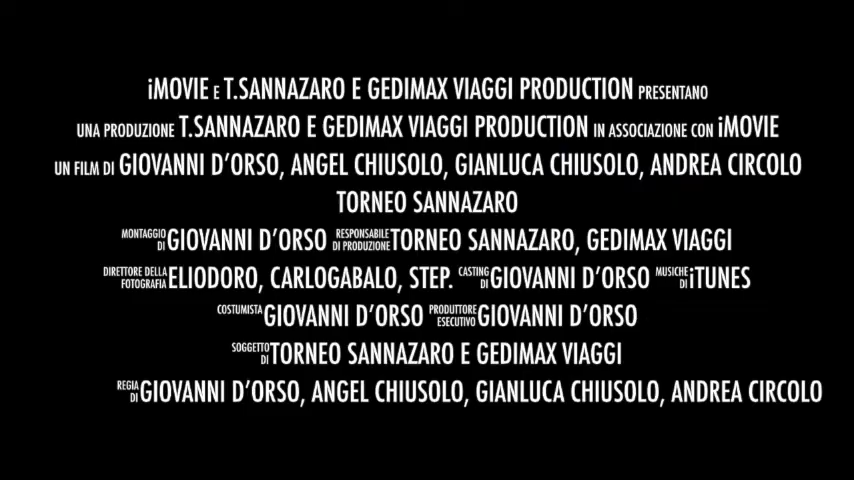 iMOVIE E T.SANNAZARO E GEDIMAX VIAGGI PRODUCTION PRESENTANO
UNA PRODUZIONE T.SANNAZARO E GEDIMAX VIAGGI PRODUCTION IN ASSOCIAZIONE CON iMOVIE
UN FILM DI GIOVANNI D'ORSO, ANGEL CHIUSOLO, GIANLUCA CHIUSOLO, ANDREA CIRCOLO
TORNEO SANNAZARO
MONTAGGIO DI GIOVANNI D'ORSO RESPONSABILE DI PRODUZIONE TORNEO SANNAZARO, GEDIMAX VIAGGI
DIRETTORE DELLA FOTOGRAFIA ELIODORO, CARLOGABALO, STEP. CASTING DI GIOVANNI D'ORSO MUSICHE DI iTUNES
COSTUMISTA GIOVANNI D'ORSO PRODUTTORE ESECUTIVO GIOVANNI D'ORSO
SOGGETTO DI TORNEO SANNAZARO E GEDIMAX VIAGGI
REGIA DI GIOVANNI D'ORSO, ANGEL CHIUSOLO, GIANLUCA CHIUSOLO, ANDREA CIRCOLO